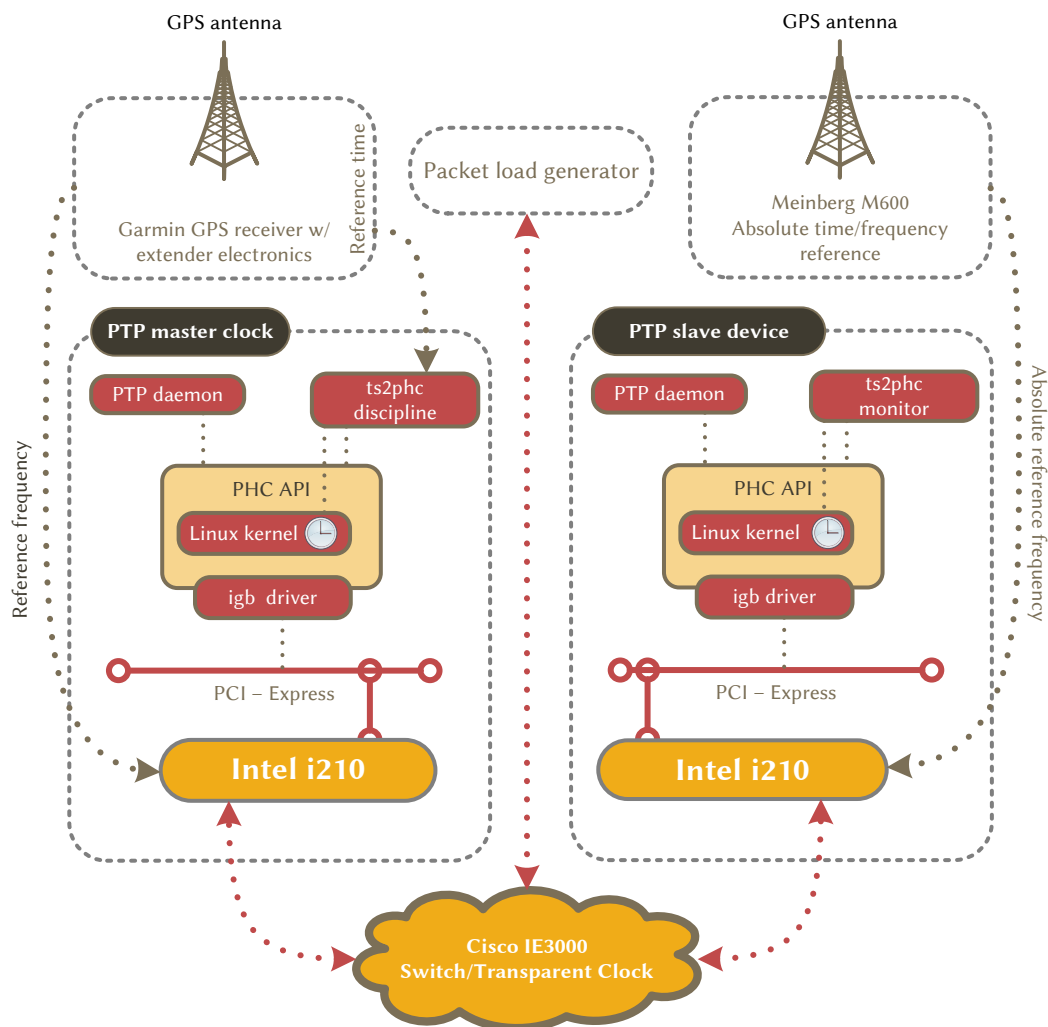 GPS antenna
GPS antenna
Reference time
Packet load generator
Garmin GPS receiver w/
extender electronics
Meinberg M600
Absolute time/frequency
reference
PTP master clock
PTP slave device
PTP daemon
ts2phc
discipline
PTP daemon
ts2phc
monitor
Reference frequency
Absolute reference frequency
PHC API
Linux kernel
igb driver
PHC API
Linux kernel
igb driver
PCI – Express
PCI – Express
Intel i210
Intel i210
Cisco IE3000
Switch/Transparent Clock